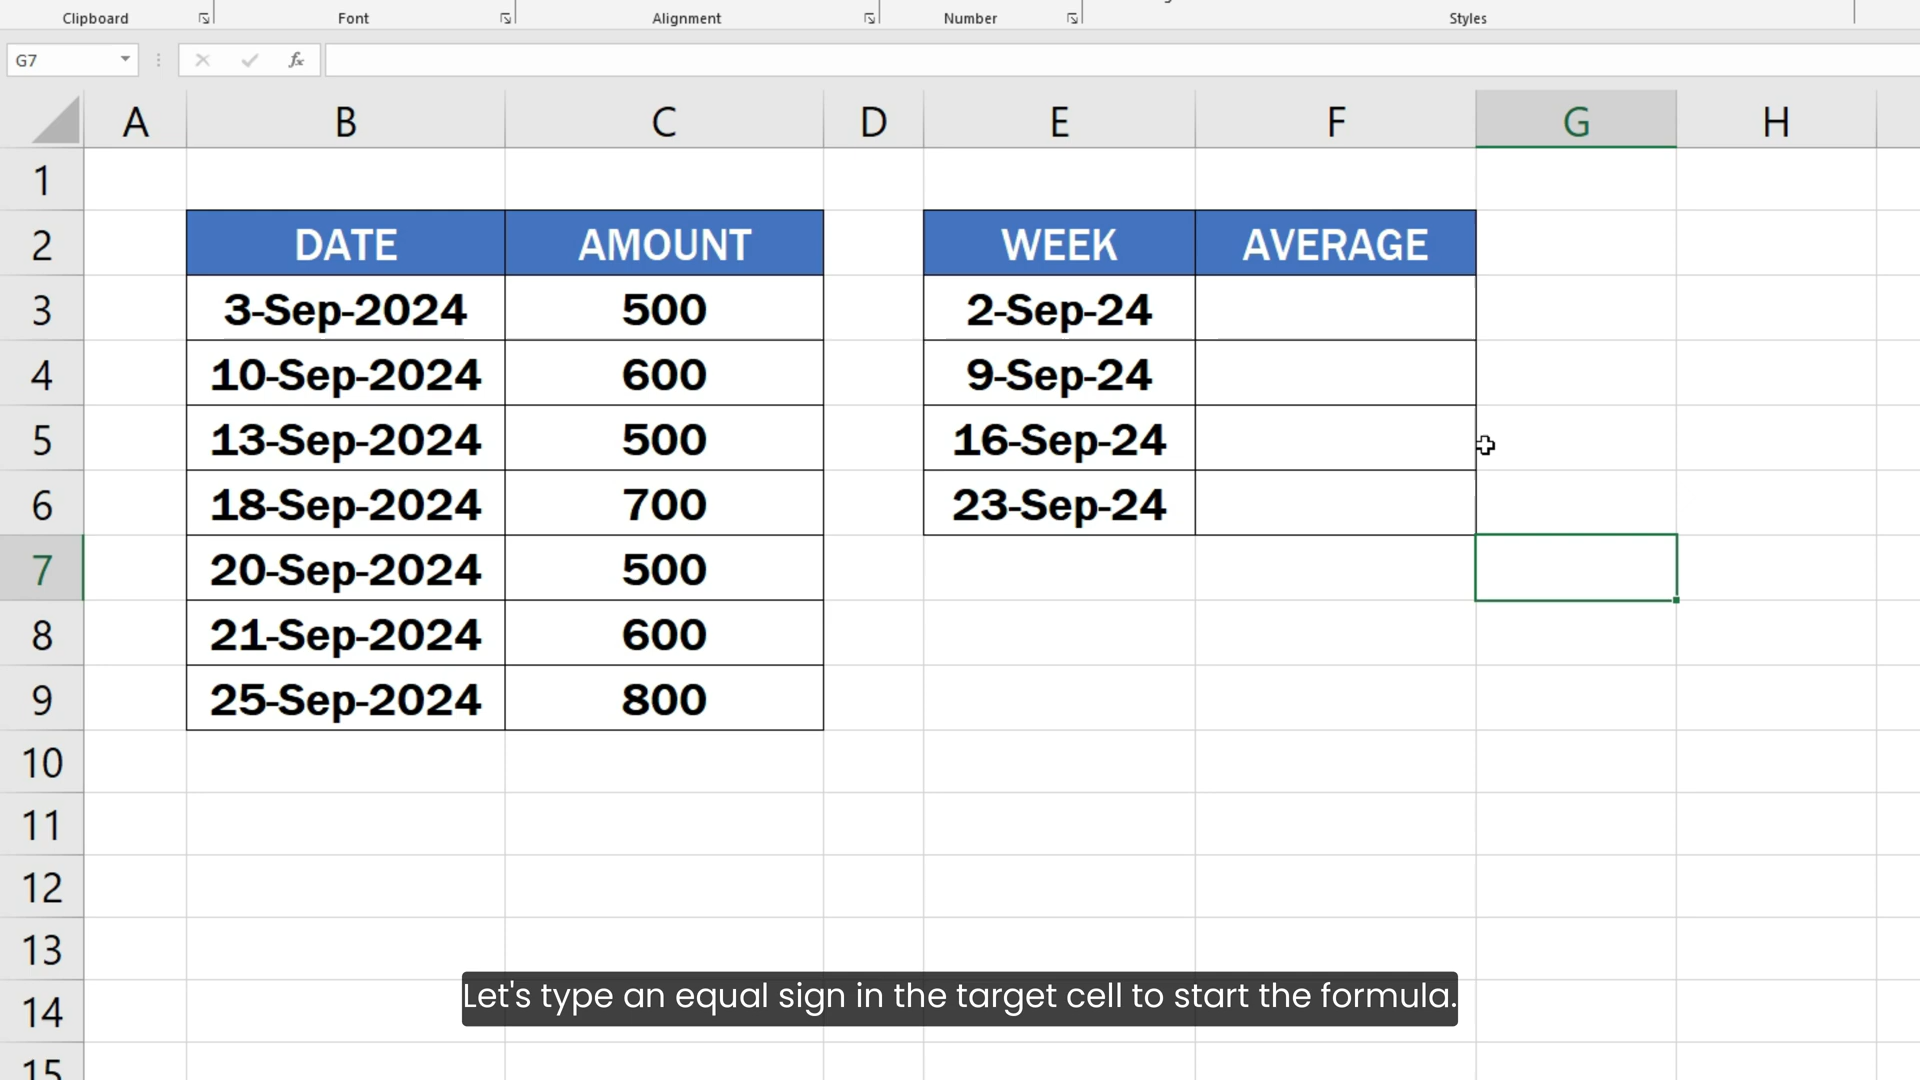 Clipboard Font Alignment Number Styles
G7 fx
A B C D E F G H
1
2 DATE AMOUNT WEEK AVERAGE
3 3-Sep-2024 500 2-Sep-24
4 10-Sep-2024 600 9-Sep-24
5 13-Sep-2024 500 16-Sep-24
6 18-Sep-2024 700 23-Sep-24
7 20-Sep-2024 500
8 21-Sep-2024 600
9 25-Sep-2024 800
10
11
12
13
14
15
Let's type an equal sign in the target cell to start the formula.